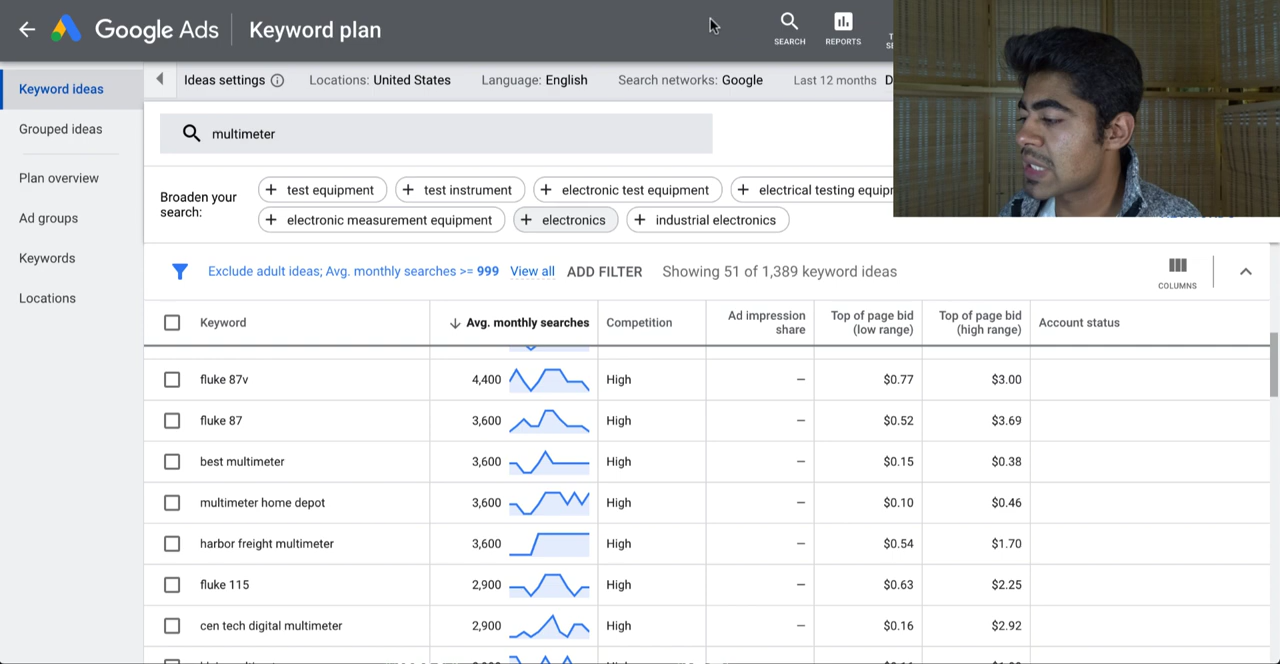 Google Ads Keyword plan
SEARCH REPORTS
Keyword ideas
Grouped ideas
Plan overview
Ad groups
Keywords
Locations
Ideas settings Locations: United States Language: English Search networks: Google Last 12 months
multimeter
Broaden your search:
+ test equipment + test instrument + electronic test equipment + electrical testing
+ electronic measurement equipment + electronics + industrial electronics
Exclude adult ideas; Avg. monthly searches >= 999 View all ADD FILTER Showing 51 of 1,389 keyword ideas
COLUMNS
Keyword Avg. monthly searches Competition Ad impression share Top of page bid (low range) Top of page bid (high range) Account status
fluke 87v 4,400 High – $0.77 $3.00
fluke 87 3,600 High – $0.52 $3.69
best multimeter 3,600 High – $0.15 $0.38
multimeter home depot 3,600 High – $0.10 $0.46
harbor freight multimeter 3,600 High – $0.54 $1.70
fluke 115 2,900 High – $0.63 $2.25
cen tech digital multimeter 2,900 High – $0.16 $2.92